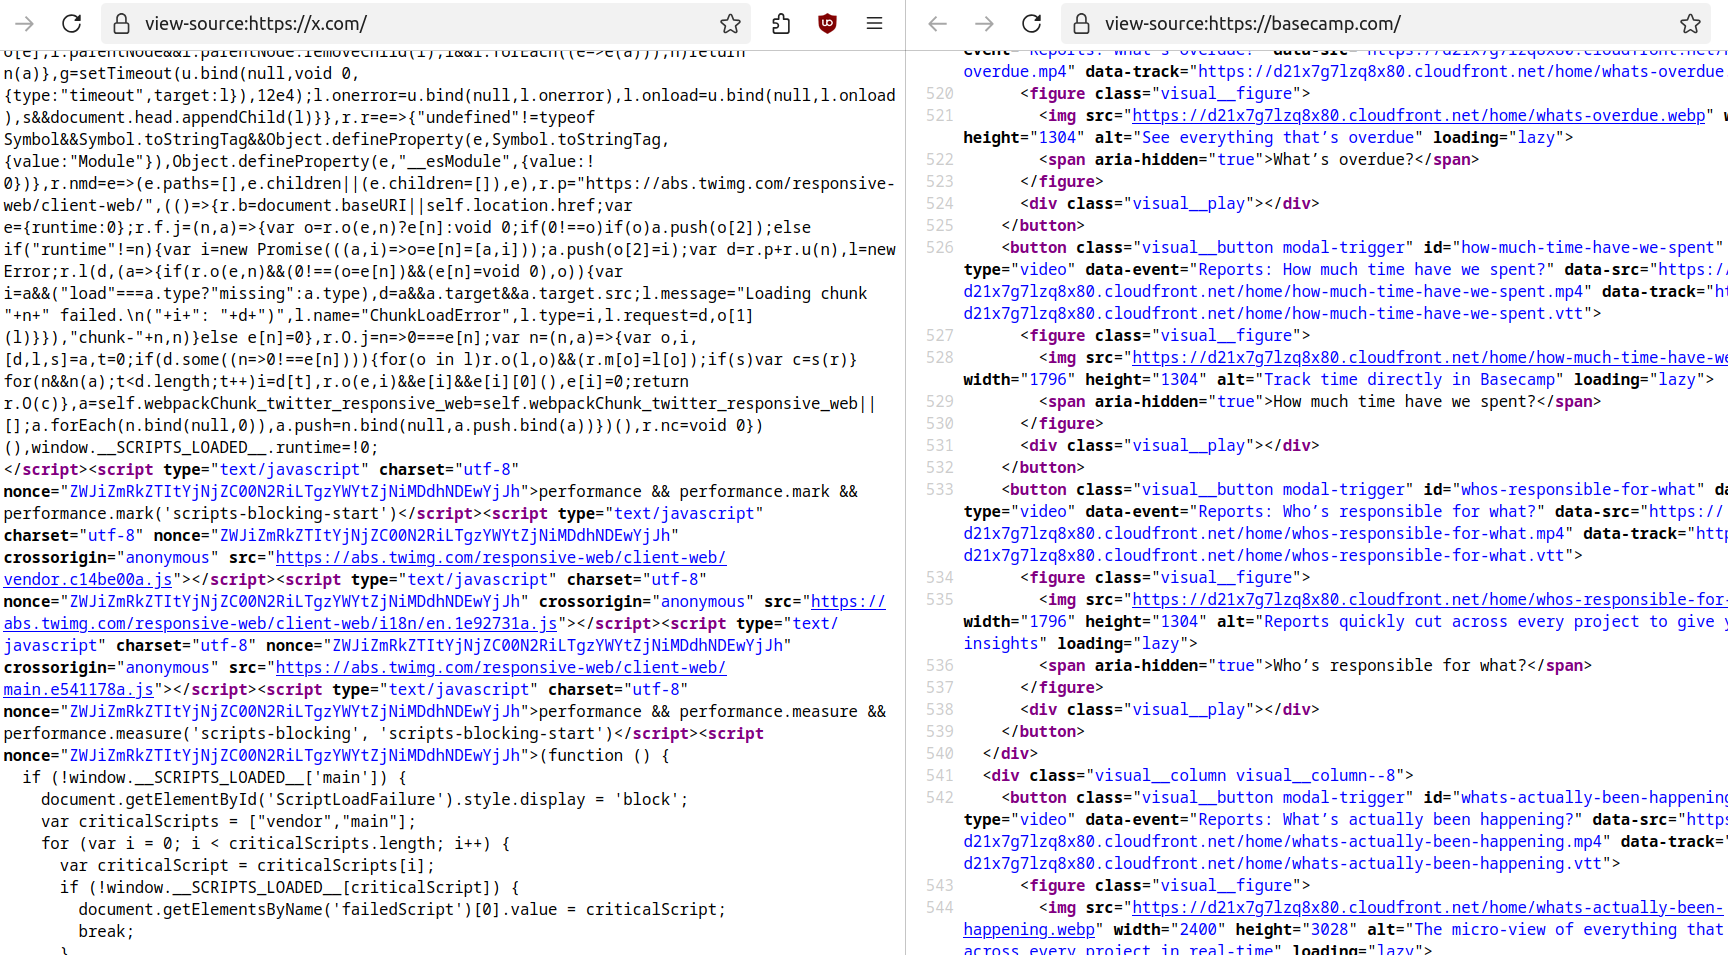 view-source:https://x.com/
o[e],i.parentNode&&i.parentNode.removeChild(i),l&&l.forEach((e=>e(a))),n)return
n(a)},g=setTimeout(u.bind(null,void 0,
{type:"timeout",target:l}),12e4);l.onerror=u.bind(null,l.onerror),l.onload=u.bind(null,l.onload
),s&&document.head.appendChild(l)}},r.r=e=>{"undefined"!=typeof
Symbol&&Symbol.toStringTag&&Object.defineProperty(e,Symbol.toStringTag,
{value:"Module"}),Object.defineProperty(e,"__esModule",{value:!
0})},r.nmd=e=>(e.paths=[],e.children||(e.children=[]),e),r.p="https://abs.twimg.com/responsive-
web/client-web/",(()=>{r.b=document.baseURI||self.location.href;var
e={runtime:0};r.f.j=(n,a)=>{var o=r.o(e,n)?e[n]:void 0;if(0!==o)if(o)a.push(o[2]);else
if("runtime"!=n){var i=new Promise(((a,i)=>o=e[n]=[a,i]));a.push(o[2]=i);var d=r.p+r.u(n),l=new
Error;r.l(d,(a=>{if(r.o(e,n)&&(0!==(o=e[n])&&(e[n]=void 0),o)){var
i=a&&("load"===a.type?"missing":a.type),d=a&&a.target&&a.target.src;l.message="Loading chunk
"+n+" failed.\n("+i+": "+d+")",l.name="ChunkLoadError",l.type=i,l.request=d,o[1]
(l)}}),"chunk-"+n,n)}else e[n]=0},r.O.j=n=>0===e[n];var n=(n,a)=>{var o,i,
[d,l,s]=a,t=0;if(d.some((n=>0!==e[n]))){for(o in l)r.o(l,o)&&(r.m[o]=l[o]);if(s)var c=s(r)}
for(n&&n(a);t<d.length;t++)i=d[t],r.o(e,i)&&e[i]&&e[i][0](),e[i]=0;return
r.O(c)},a=self.webpackChunk_twitter_responsive_web=self.webpackChunk_twitter_responsive_web||
[];a.forEach(n.bind(null,0)),a.push=n.bind(null,a.push.bind(a))})(),r.nc=void 0})
(),window.__SCRIPTS_LOADED__.runtime=!0;
</script><script type="text/javascript" charset="utf-8"
nonce="ZWJiZmRkZTItYjNjZC00N2RiLTgzYWYtZjNiMDdhNDEwYjJh">performance && performance.mark &&
performance.mark('scripts-blocking-start')</script><script type="text/javascript"
charset="utf-8" nonce="ZWJiZmRkZTItYjNjZC00N2RiLTgzYWYtZjNiMDdhNDEwYjJh"
crossorigin="anonymous" src="https://abs.twimg.com/responsive-web/client-web/
vendor.c14be00a.js"></script><script type="text/javascript" charset="utf-8"
nonce="ZWJiZmRkZTItYjNjZC00N2RiLTgzYWYtZjNiMDdhNDEwYjJh" crossorigin="anonymous" src="https://
abs.twimg.com/responsive-web/client-web/i18n/en.1e92731a.js"></script><script type="text/
javascript" charset="utf-8" nonce="ZWJiZmRkZTItYjNjZC00N2RiLTgzYWYtZjNiMDdhNDEwYjJh"
crossorigin="anonymous" src="https://abs.twimg.com/responsive-web/client-web/
main.e541178a.js"></script><script type="text/javascript" charset="utf-8"
nonce="ZWJiZmRkZTItYjNjZC00N2RiLTgzYWYtZjNiMDdhNDEwYjJh">performance && performance.measure &&
performance.measure('scripts-blocking', 'scripts-blocking-start')</script><script
nonce="ZWJiZmRkZTItYjNjZC00N2RiLTgzYWYtZjNiMDdhNDEwYjJh">(function () {
if (!window.__SCRIPTS_LOADED__['main']) {
document.getElementById('ScriptLoadFailure').style.display = 'block';
var criticalScripts = ["vendor","main"];
for (var i = 0; i < criticalScripts.length; i++) {
var criticalScript = criticalScripts[i];
if (!window.__SCRIPTS_LOADED__[criticalScript]) {
document.getElementsByName('failedScript')[0].value = criticalScript;
break;
}
view-source:https://basecamp.com/
event="Reports: What's overdue?" data-src="https://d21x7g7lzq8x80.cloudfront.net/
overdue.mp4" data-track="https://d21x7g7lzq8x80.cloudfront.net/home/whats-overdue.
520 <figure class="visual__figure">
521 <img src="https://d21x7g7lzq8x80.cloudfront.net/home/whats-overdue.webp" w
height="1304" alt="See everything that’s overdue" loading="lazy">
522 <span aria-hidden="true">What’s overdue?</span>
523 </figure>
524 <div class="visual__play"></div>
525 </button>
526 <button class="visual__button modal-trigger" id="how-much-time-have-we-spent"
type="video" data-event="Reports: How much time have we spent?" data-src="https:/
d21x7g7lzq8x80.cloudfront.net/home/how-much-time-have-we-spent.mp4" data-track="ht
d21x7g7lzq8x80.cloudfront.net/home/how-much-time-have-we-spent.vtt">
527 <figure class="visual__figure">
528 <img src="https://d21x7g7lzq8x80.cloudfront.net/home/how-much-time-have-we
width="1796" height="1304" alt="Track time directly in Basecamp" loading="lazy">
529 <span aria-hidden="true">How much time have we spent?</span>
530 </figure>
531 <div class="visual__play"></div>
532 </button>
533 <button class="visual__button modal-trigger" id="whos-responsible-for-what" da
type="video" data-event="Reports: Who’s responsible for what?" data-src="https://
d21x7g7lzq8x80.cloudfront.net/home/whos-responsible-for-what.mp4" data-track="http
d21x7g7lzq8x80.cloudfront.net/home/whos-responsible-for-what.vtt">
534 <figure class="visual__figure">
535 <img src="https://d21x7g7lzq8x80.cloudfront.net/home/whos-responsible-for-
width="1796" height="1304" alt="Reports quickly cut across every project to give y
insights" loading="lazy">
536 <span aria-hidden="true">Who’s responsible for what?</span>
537 </figure>
538 <div class="visual__play"></div>
539 </button>
540 </div>
541 <div class="visual__column visual__column--8">
542 <button class="visual__button modal-trigger" id="whats-actually-been-happening
type="video" data-event="Reports: What’s actually been happening?" data-src="https
d21x7g7lzq8x80.cloudfront.net/home/whats-actually-been-happening.mp4" data-track="
d21x7g7lzq8x80.cloudfront.net/home/whats-actually-been-happening.vtt">
543 <figure class="visual__figure">
544 <img src="https://d21x7g7lzq8x80.cloudfront.net/home/whats-actually-been-
happening.webp" width="2400" height="3028" alt="The micro-view of everything that
across every project in real-time" loading="lazy">